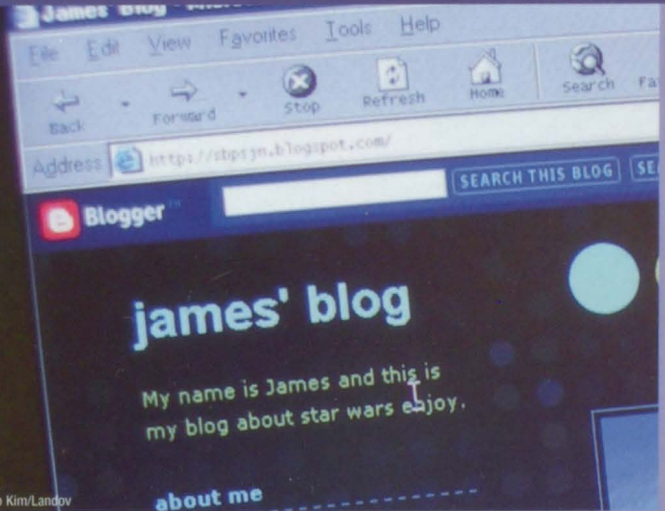 James' Blog -
File Edit View Favorites Tools Help
Back Forward Stop Refresh Home Search
Address http://sbpsjn.blogspot.com/
Blogger™ SEARCH THIS BLOG
james' blog
My name is James and this is
my blog about star wars enjoy.
about me
Kim/Landov